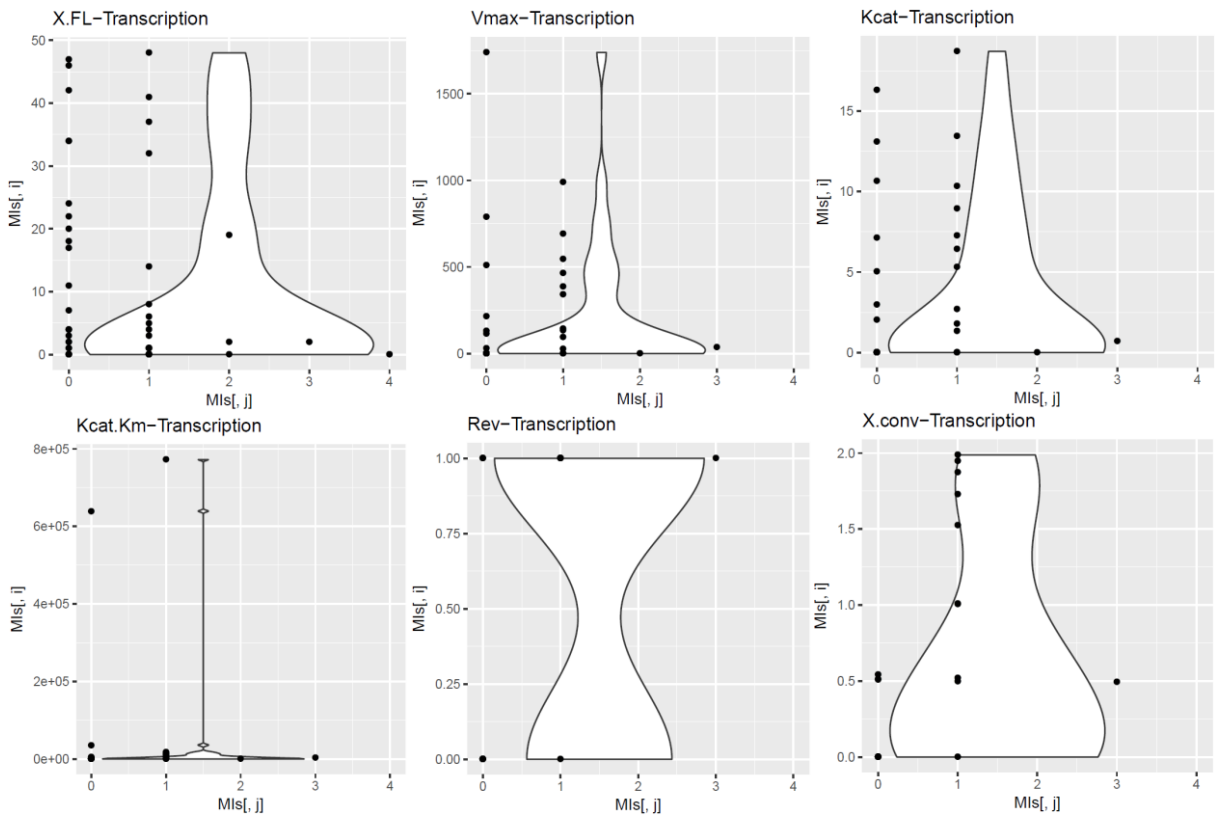 X.FL−Transcription
MIs[, i]
50
40
30
20
10
0
0 1 2 3 4
MIs[, j]
Vmax−Transcription
MIs[, i]
1500
1000
500
0
0 1 2 3 4
MIs[, j]
Kcat−Transcription
MIs[, i]
15
10
5
0
0 1 2 3 4
MIs[, j]
Kcat.Km−Transcription
MIs[, i]
8e+05
6e+05
4e+05
2e+05
0e+00
0 1 2 3 4
MIs[, j]
Rev−Transcription
MIs[, i]
1.00
0.75
0.50
0.25
0.00
0 1 2 3 4
MIs[, j]
X.conv−Transcription
MIs[, i]
2.0
1.5
1.0
0.5
0.0
0 1 2 3 4
MIs[, j]